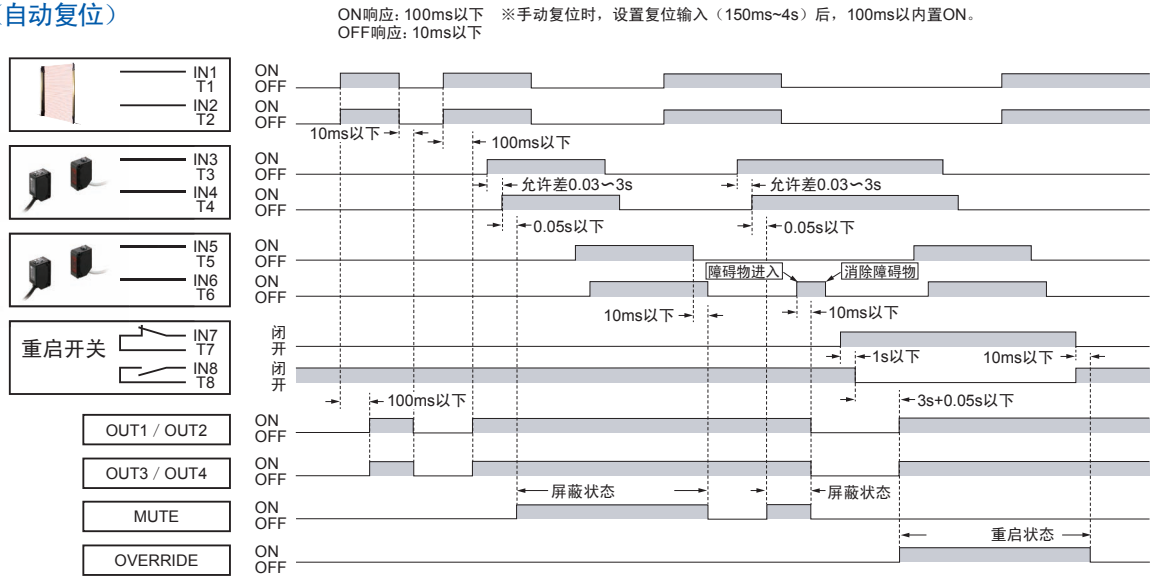 （自动复位）
ON响应: 100ms以下 ※手动复位时，设置复位输入（150ms~4s）后，100ms以内置ON。
OFF响应: 10ms以下
IN1
T1
IN2
T2
ON
OFF
ON
OFF
10ms以下
100ms以下
IN3
T3
IN4
T4
ON
OFF
ON
OFF
允许差0.03〜3s
允许差0.03〜3s
0.05s以下
0.05s以下
IN5
T5
IN6
T6
ON
OFF
ON
OFF
障碍物进入
消除障碍物
10ms以下
10ms以下
重启开关
IN7
T7
IN8
T8
闭
开
闭
开
1s以下
10ms以下
100ms以下
3s+0.05s以下
OUT1 / OUT2
ON
OFF
OUT3 / OUT4
ON
OFF
屏蔽状态
屏蔽状态
MUTE
ON
OFF
重启状态
OVERRIDE
ON
OFF